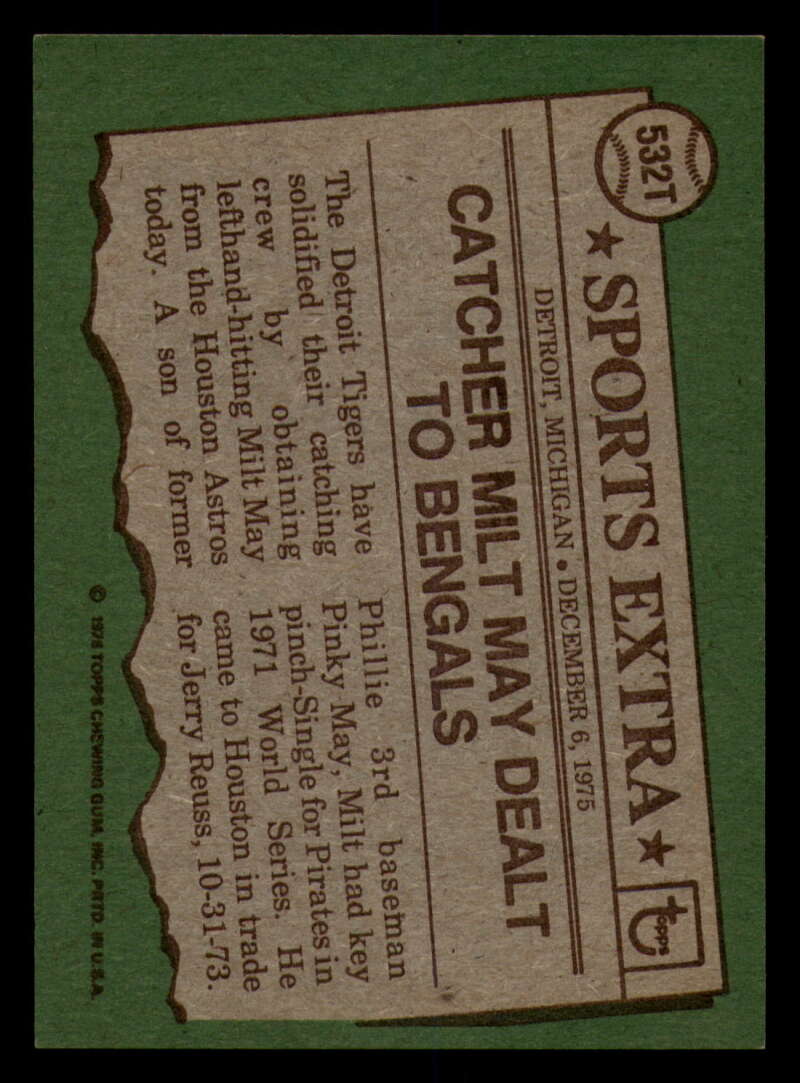 532T
★ SPORTS EXTRA ★
TOPPS
DETROIT, MICHIGAN • DECEMBER 6, 1975
CATCHER MILT MAY DEALT
TO BENGALS
The Detroit Tigers have
solidified their catching
crew by obtaining
lefthand-hitting Milt May
from the Houston Astros
today. A son of former
Phillie 3rd baseman
Pinky May, Milt had key
pinch-Single for Pirates in
1971 World Series. He
came to Houston in trade
for Jerry Reuss, 10-31-73.
© 1976 TOPPS CHEWING GUM, INC. PRTD. IN U.S.A.